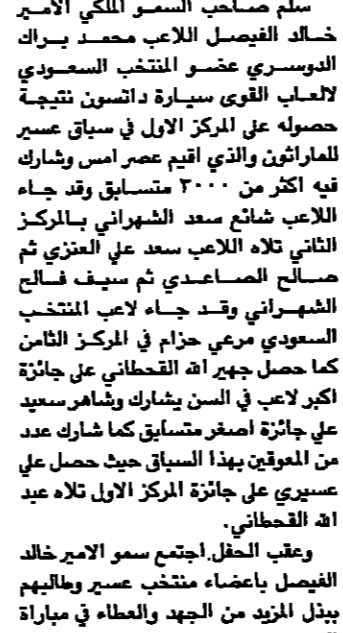 سلم صاحب السمو الملكي الامير
خالد الفيصل اللاعب محمد براك
الدوسري عضو المنتخب السعودي
لالعاب القوى سيارة داتسون نتيجة
حصوله على المركز الاول في سباق عسير
للماراثون والذي اقيم عصر امس وشارك
فيه اكثر من ٣٠٠٠ متسابق وقد جاء
اللاعب شائع سعد الشهراني بالمركز
الثاني تلاه اللاعب سعد علي العنزي ثم
صالح الصاعدي ثم سيف فالح
الشهراني وقد جاء لاعب المنتخب
السعودي مرعي حزام في المركز الثامن
كما حصل جهير الله القحطاني على جائزة
اكبر لاعب في السن يشارك وشاهر سعيد
علي جائزة اصغر متسابق كما شارك عدد
من المعوقين بهذا السباق حيث حصل علي
عسيري على جائزة المركز الاول تلاه عبد
الله القحطاني.
وعقب الحفل اجتمع سمو الامير خالد
الفيصل باعضاء منتخب عسير وطالبهم
ببذل المزيد من الجهد والعطاء في مباراة